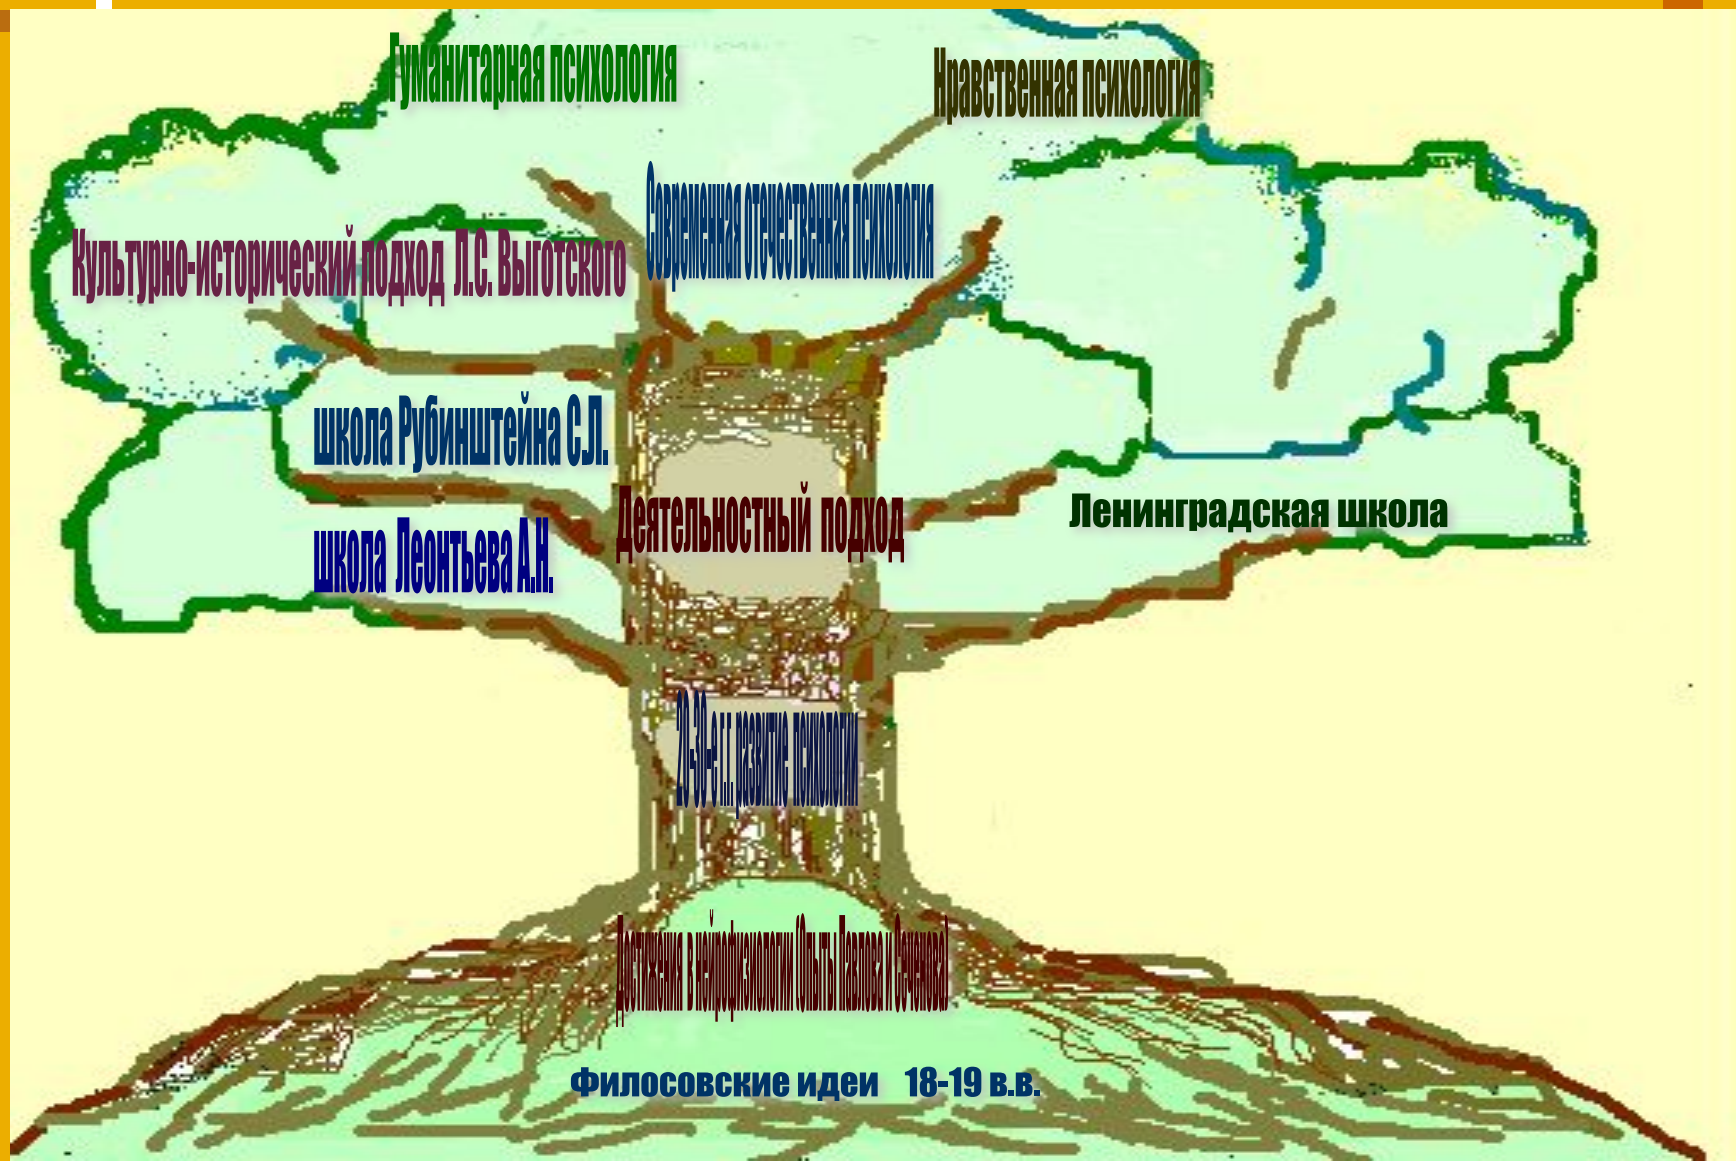 Гуманитарная психология
Нравственная психология
Современная отечественная психология
Культурно-исторический подход Л.С. Выготского
школа Рубинштейна С.Л.
Деятельностный подход
Ленинградская школа
школа Леонтьева А.Н.
20-30-е г.г. развитие психологии
Достижения в нейрофизиологии (Опыты Павлова и Сеченова)
Филосовские идеи 18-19 в.в.